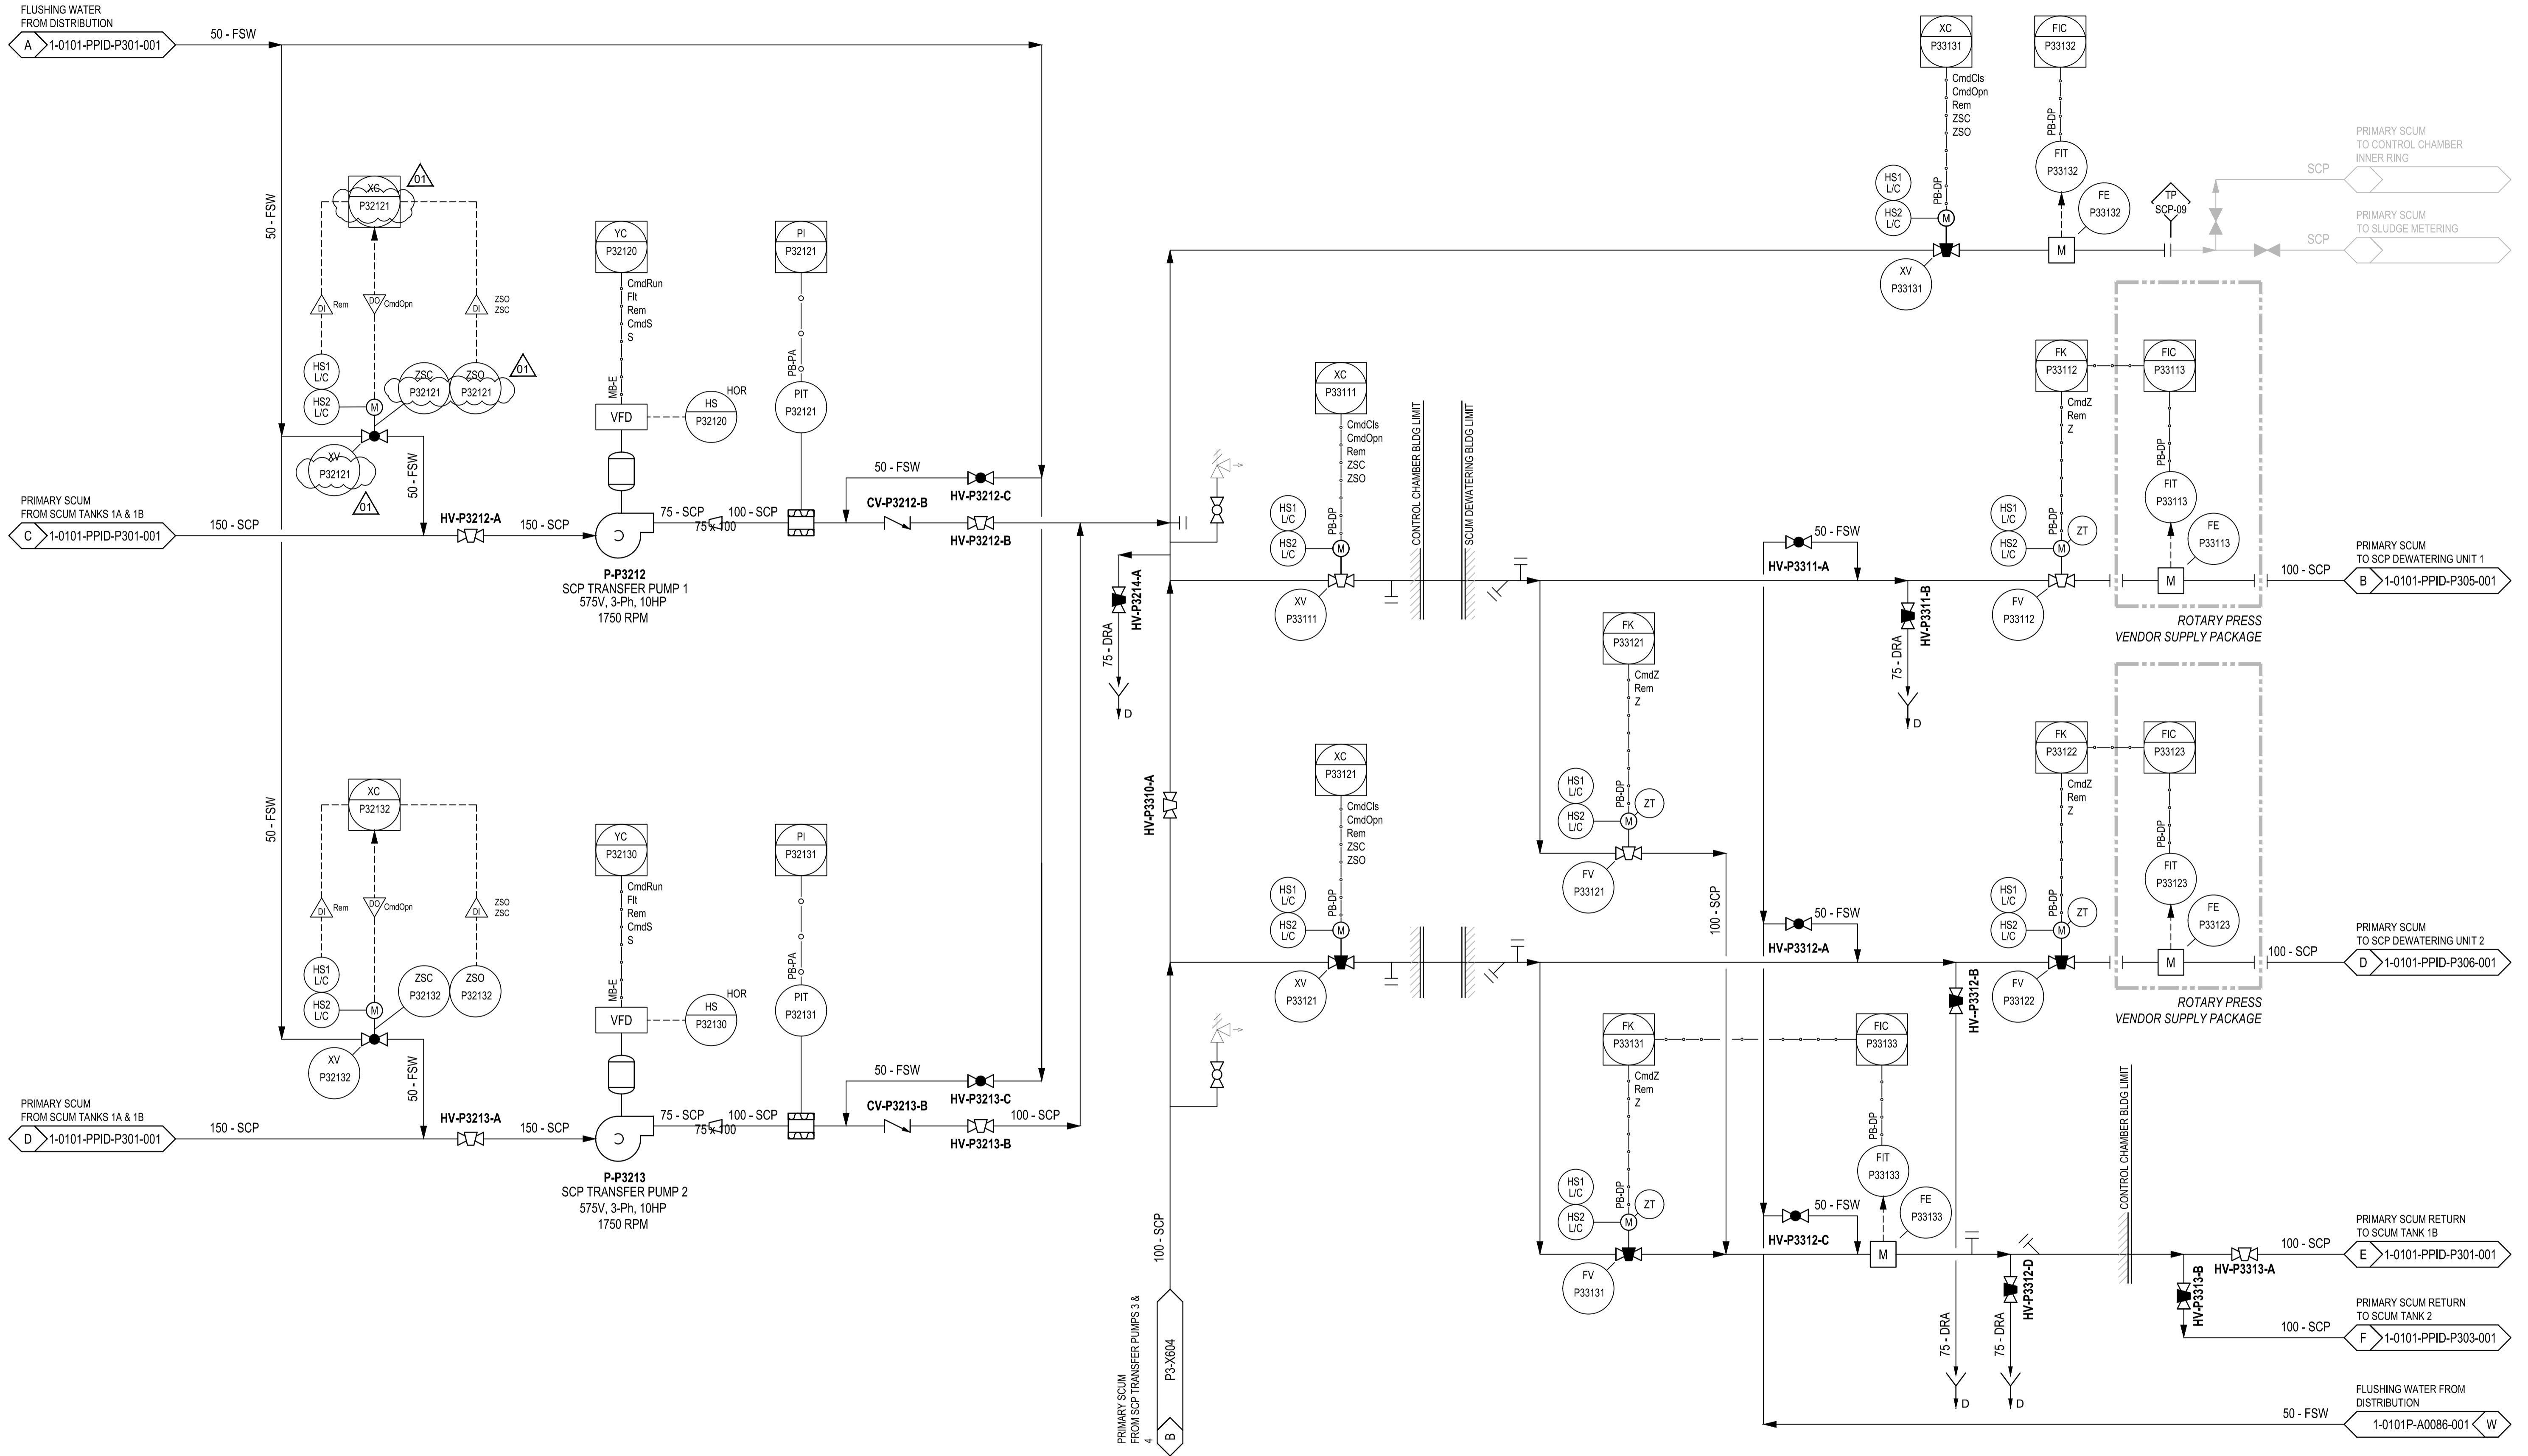 FLUSHING WATER
FROM DISTRIBUTION
A 1-0101-PPID-P301-001
50 - FSW
50 - FSW
XC
P32121
01
DI
Rem
DO
CmdOpn
DI
ZSO
ZSC
HS1
L/C
HS2
L/C
M
ZSC
P32121
ZSO
P32121
01
XV
P32121
01
50 - FSW
PRIMARY SCUM
FROM SCUM TANKS 1A & 1B
C 1-0101-PPID-P301-001
150 - SCP
HV-P3212-A
150 - SCP
YC
P32120
CmdRun
Flt
Rem
CmdS
S
MB-E
VFD
HS
P32120
HOR
75 - SCP
75 x 100
100 - SCP
P-P3212
SCP TRANSFER PUMP 1
575V, 3-Ph, 10HP
1750 RPM
PI
P32121
PB-PA
PIT
P32121
50 - FSW
HV-P3212-C
CV-P3212-B
HV-P3212-B
50 - FSW
XC
P32132
DI
Rem
DO
CmdOpn
DI
ZSO
ZSC
HS1
L/C
HS2
L/C
M
ZSC
P32132
ZSO
P32132
XV
P32132
50 - FSW
PRIMARY SCUM
FROM SCUM TANKS 1A & 1B
D 1-0101-PPID-P301-001
150 - SCP
HV-P3213-A
150 - SCP
YC
P32130
CmdRun
Flt
Rem
CmdS
S
MB-E
VFD
HS
P32130
HOR
75 - SCP
75 x 100
100 - SCP
P-P3213
SCP TRANSFER PUMP 2
575V, 3-Ph, 10HP
1750 RPM
PI
P32131
PB-PA
PIT
P32131
50 - FSW
HV-P3213-C
CV-P3213-B
HV-P3213-B
100 - SCP
HV-P3214-A
75 - DRA
D
HV-P3310-A
100 - SCP
PRIMARY SCUM
FROM SCP TRANSFER PUMPS 3 &
4
B P3-X604
XC
P33131
CmdCls
CmdOpn
Rem
ZSC
ZSO
PB-DP
HS1
L/C
HS2
L/C
M
XV
P33131
FIC
P33132
PB-DP
FIT
P33132
FE
P33132
M
TP
SCP-09
SCP
PRIMARY SCUM
TO CONTROL CHAMBER
INNER RING
SCP
PRIMARY SCUM
TO SLUDGE METERING
XC
P33111
CmdCls
CmdOpn
Rem
ZSC
ZSO
PB-DP
HS1
L/C
HS2
L/C
M
XV
P33111
CONTROL CHAMBER BLDG LIMIT
SCUM DEWATERING BLDG LIMIT
FK
P33121
CmdZ
Rem
Z
PB-DP
HS1
L/C
HS2
L/C
M
ZT
FV
P33121
100 - SCP
50 - FSW
HV-P3311-A
HV-P3311-B
75 - DRA
D
FK
P33112
CmdZ
Rem
Z
PB-DP
HS1
L/C
HS2
L/C
M
ZT
FV
P33112
FIC
P33113
PB-DP
FIT
P33113
FE
P33113
M
ROTARY PRESS
VENDOR SUPPLY PACKAGE
100 - SCP
PRIMARY SCUM
TO SCP DEWATERING UNIT 1
B 1-0101-PPID-P305-001
XC
P33121
CmdCls
CmdOpn
Rem
ZSC
ZSO
PB-DP
HS1
L/C
HS2
L/C
M
XV
P33121
50 - FSW
HV-P3312-A
HV--P3312-B
75 - DRA
D
FK
P33122
CmdZ
Rem
Z
PB-DP
HS1
L/C
HS2
L/C
M
ZT
FV
P33122
FIC
P33123
PB-DP
FIT
P33123
FE
P33123
M
ROTARY PRESS
VENDOR SUPPLY PACKAGE
100 - SCP
PRIMARY SCUM
TO SCP DEWATERING UNIT 2
D 1-0101-PPID-P306-001
FK
P33131
CmdZ
Rem
Z
PB-DP
HS1
L/C
HS2
L/C
M
ZT
FV
P33131
FIC
P33133
PB-DP
FIT
P33133
FE
P33133
M
50 - FSW
HV-P3312-C
HV-P3312-D
75 - DRA
D
CONTROL CHAMBER BLDG LIMIT
HV-P3313-B
HV-P3313-A
100 - SCP
PRIMARY SCUM RETURN
TO SCUM TANK 1B
E 1-0101-PPID-P301-001
100 - SCP
PRIMARY SCUM RETURN
TO SCUM TANK 2
F 1-0101-PPID-P303-001
50 - FSW
FLUSHING WATER FROM
DISTRIBUTION
1-0101P-A0086-001 W